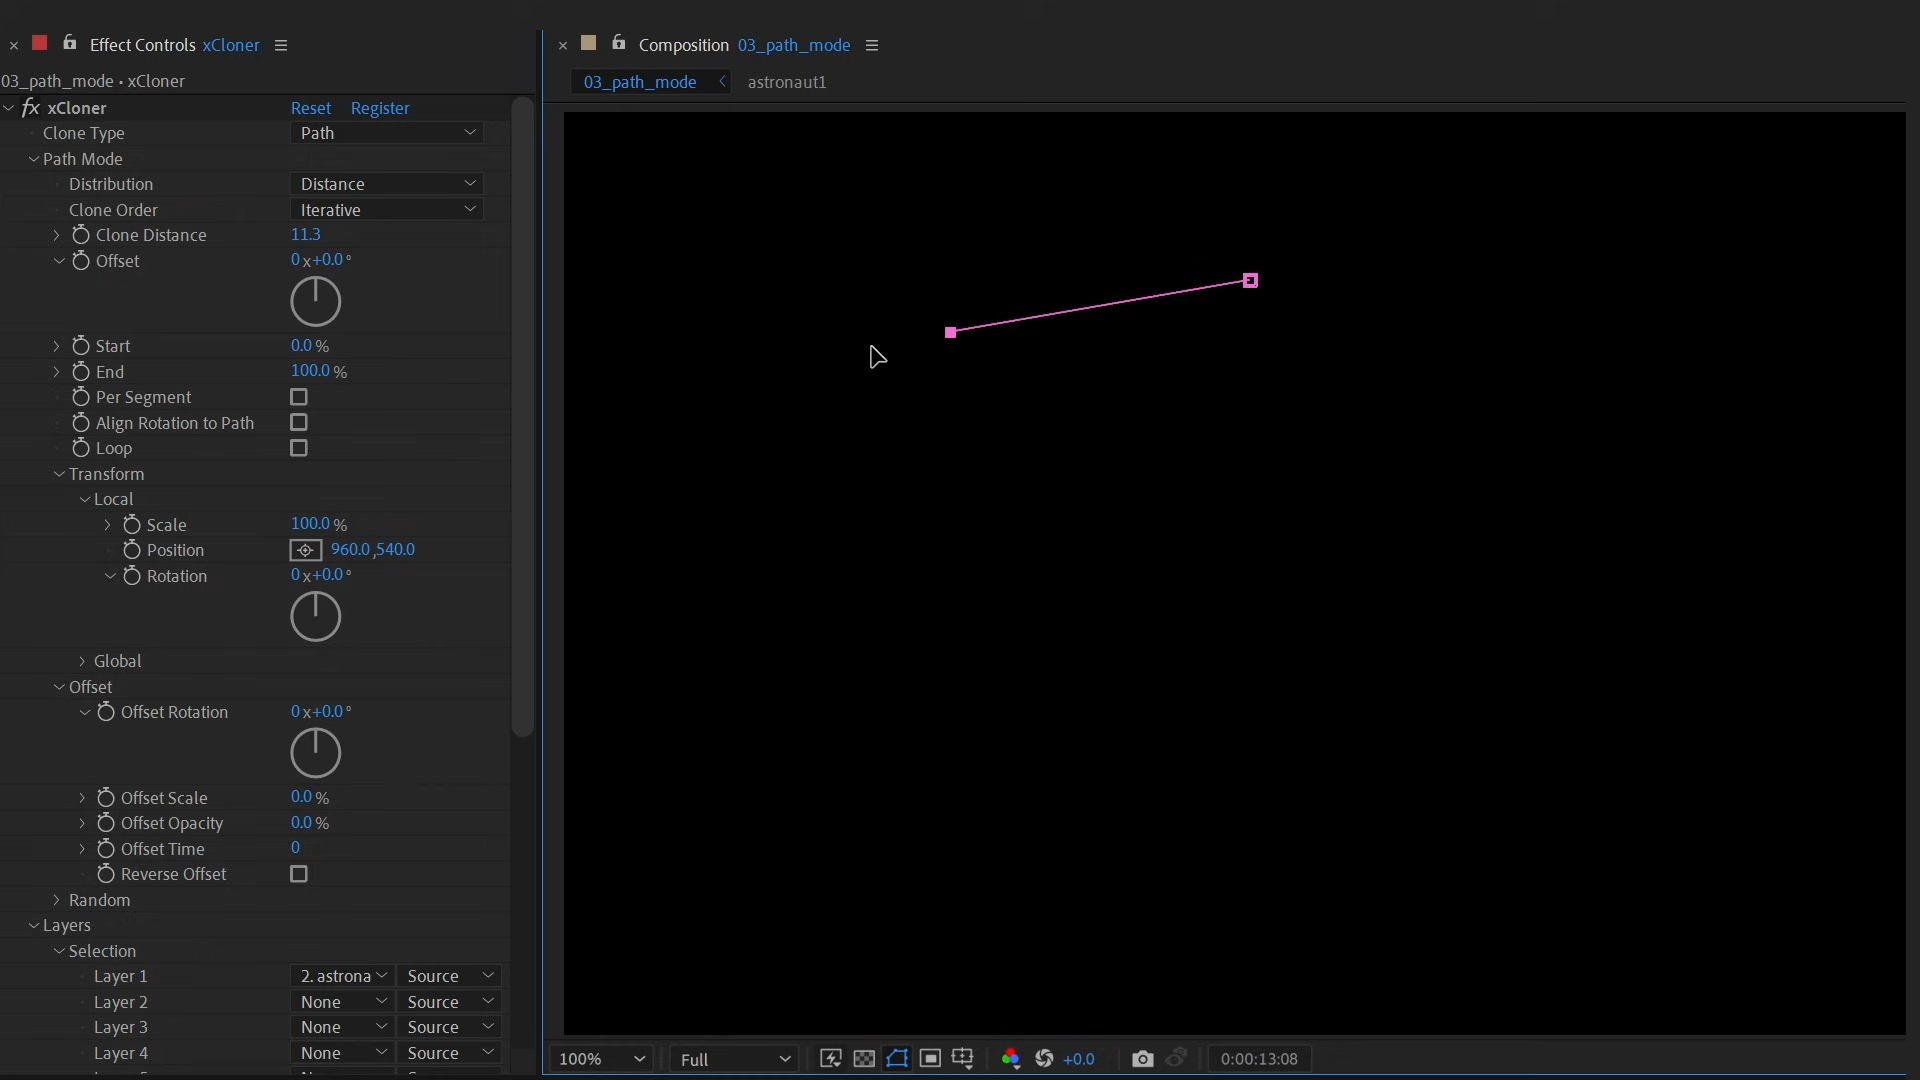 Effect Controls xCloner
03_path_mode • xCloner
fx xCloner Reset Register
Clone Type Path
Path Mode
Distribution Distance
Clone Order Iterative
Clone Distance 11.3
Offset 0x+0.0°
Start 0.0 %
End 100.0 %
Per Segment
Align Rotation to Path
Loop
Transform
Local
Scale 100.0 %
Position 960.0,540.0
Rotation 0x+0.0°
Global
Offset
Offset Rotation 0x+0.0°
Offset Scale 0.0 %
Offset Opacity 0.0 %
Offset Time 0
Reverse Offset
Random
Layers
Selection
Layer 1 2. astrona Source
Layer 2 None Source
Layer 3 None Source
Layer 4 None Source
Composition 03_path_mode
03_path_mode astronaut1
100% Full +0.0 0:00:13:08